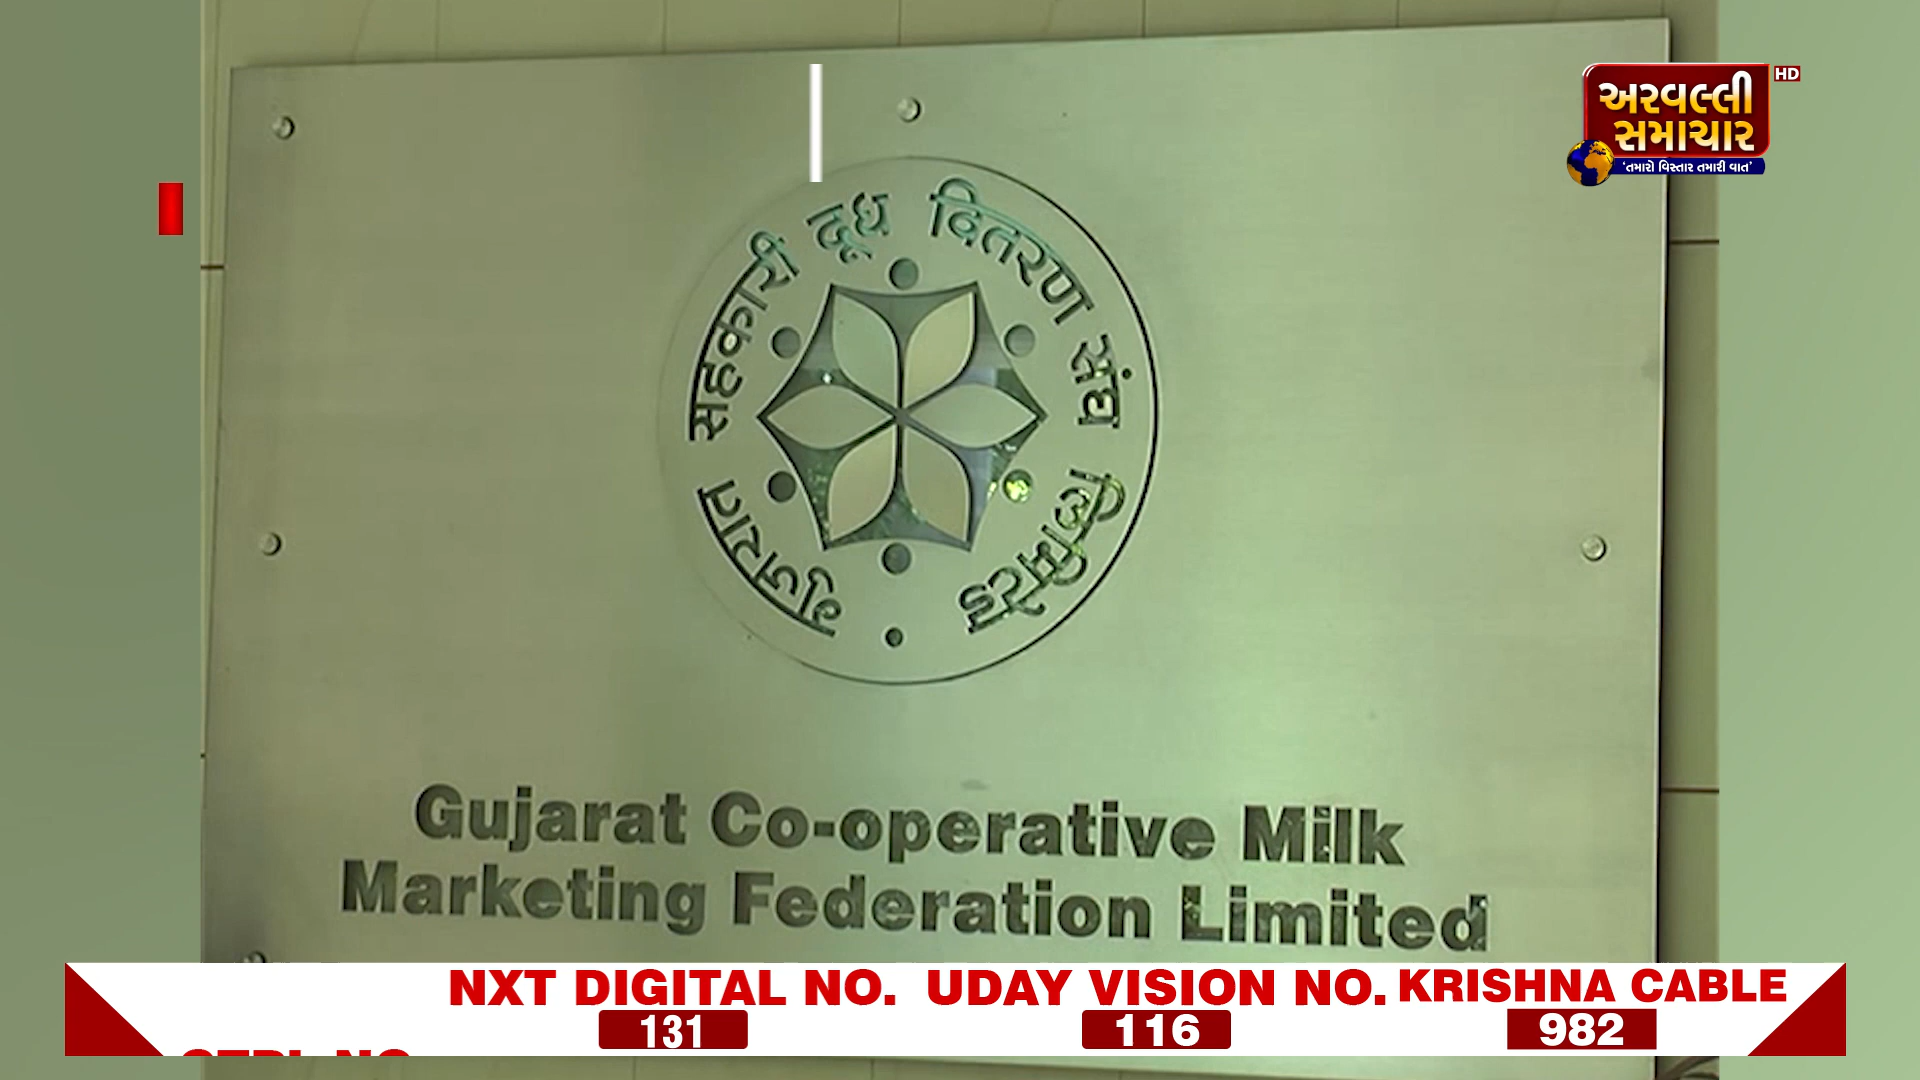 અરવલ્લી
સમાચાર
HD
'તમારો વિસ્તાર તમારી વાત'
गुजरात सहकारी दूध वितरण संघ लिमिटेड
Gujarat Co-operative Milk
Marketing Federation Limited
NXT DIGITAL NO. UDAY VISION NO. KRISHNA CABLE
131 116 982